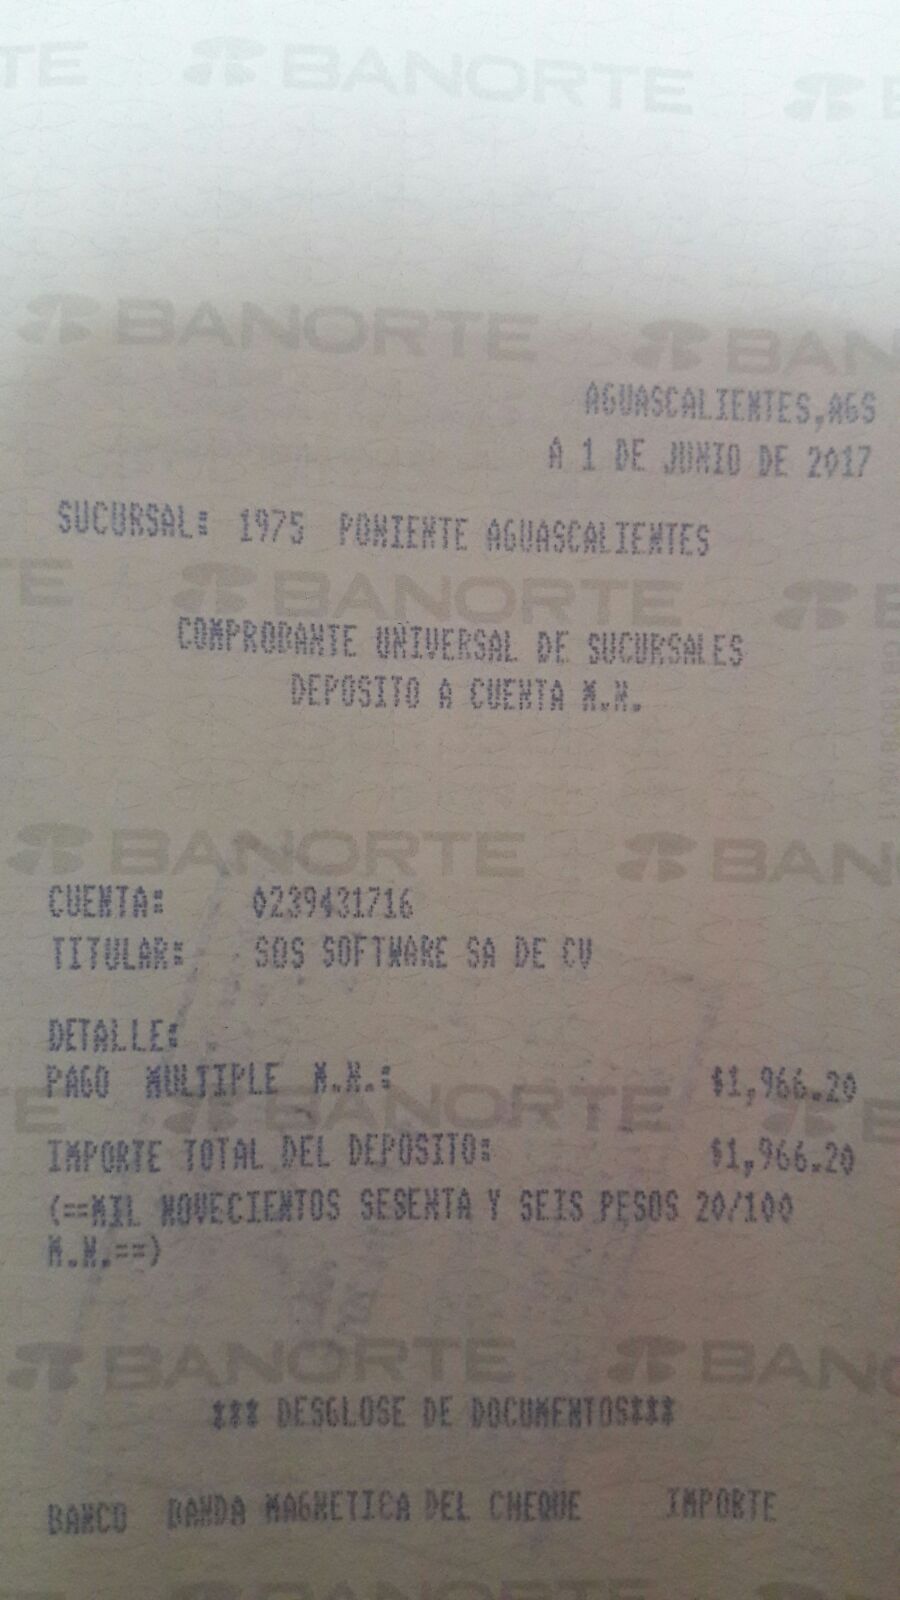 BANORTE
BANORTE
AGUASCALIENTES,AGS
A 1 DE JUNIO DE 2017
SUCURSAL: 1975 PONIENTE AGUASCALIENTES
BANORTE
COMPROBANTE UNIVERSAL DE SUCURSALES
DEPOSITO A CUENTA M.N.
BANORTE
CUENTA: 0239431716
TITULAR: SOS SOFTWARE SA DE CV
DETALLE:
PAGO MULTIPLE M.N.: $1,966.20
BANORTE
IMPORTE TOTAL DEL DEPOSITO: $1,966.20
(==MIL NOVECIENTOS SESENTA Y SEIS PESOS 20/100
M.N.==)
BANORTE
*** DESGLOSE DE DOCUMENTOS***
BANCO BANDA MAGNETICA DEL CHEQUE IMPORTE
BANORTE